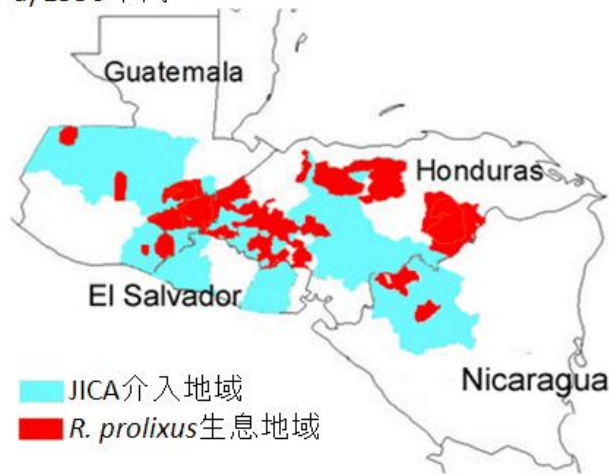 Guatemala
Honduras
El Salvador
Nicaragua
JICA介入地域
R. prolixus生息地域